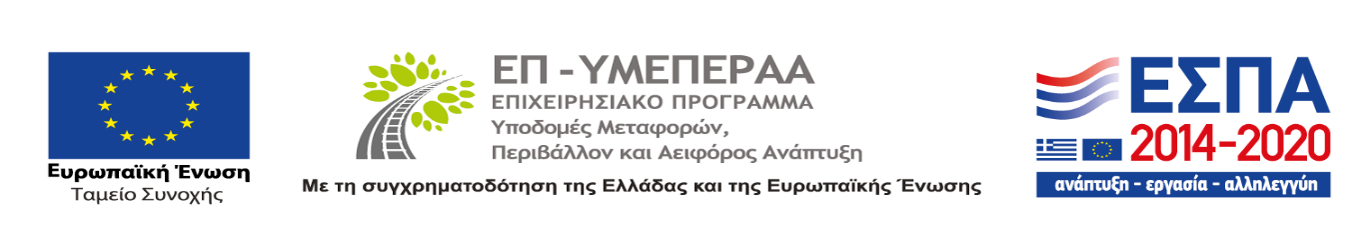 Ευρωπαϊκή Ένωση
Ταμείο Συνοχής
ΕΠ - ΥΜΕΠΕΡΑΑ
ΕΠΙΧΕΙΡΗΣΙΑΚΟ ΠΡΟΓΡΑΜΜΑ
Υποδομές Μεταφορών,
Περιβάλλον και Αειφόρος Ανάπτυξη
Με τη συγχρηματοδότηση της Ελλάδας και της Ευρωπαϊκής Ένωσης
ΕΣΠΑ
2014-2020
ανάπτυξη - εργασία - αλληλεγγύη